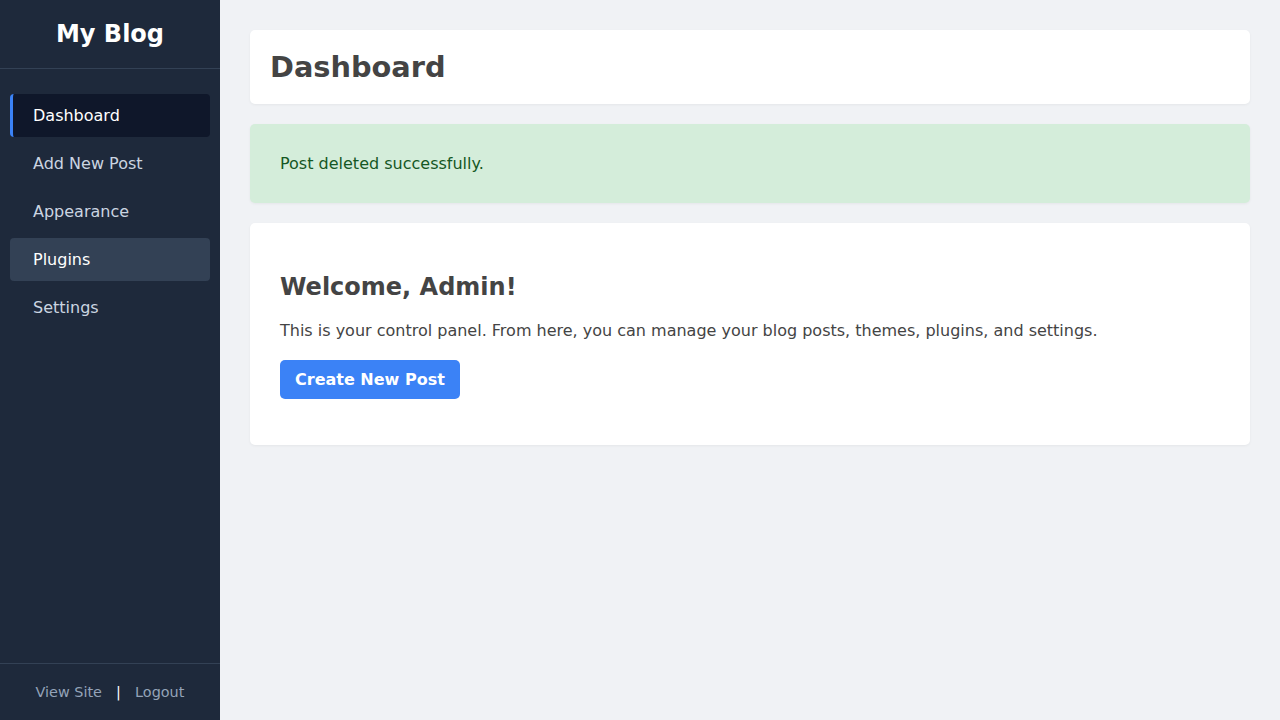 My Blog
Dashboard
Add New Post
Appearance
Plugins
Settings
View Site | Logout
Dashboard
Post deleted successfully.
Welcome, Admin!
This is your control panel. From here, you can manage your blog posts, themes, plugins, and settings.
Create New Post